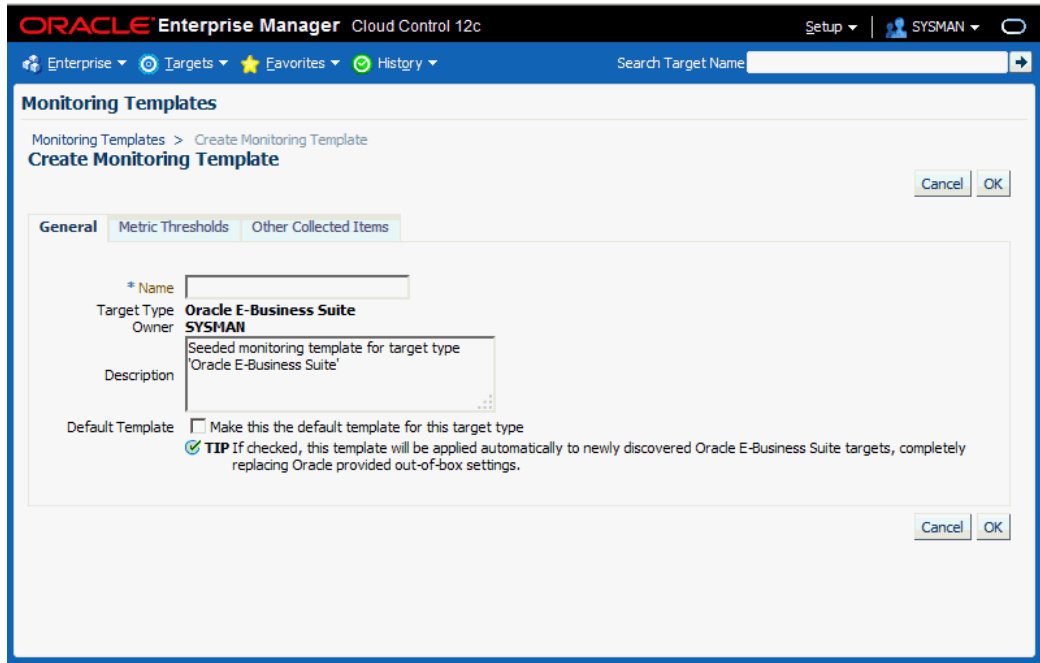 ORACLE Enterprise Manager Cloud Control 12c
Setup
SYSMAN
Enterprise
Targets
Favorites
History
Search Target Name
Monitoring Templates
Monitoring Templates > Create Monitoring Template
Create Monitoring Template
Cancel
OK
General
Metric Thresholds
Other Collected Items
* Name
Target Type Oracle E-Business Suite
Owner SYSMAN
Description
Seeded monitoring template for target type
'Oracle E-Business Suite'
Default Template
Make this the default template for this target type
TIP If checked, this template will be applied automatically to newly discovered Oracle E-Business Suite targets, completely
replacing Oracle provided out-of-box settings.
Cancel
OK